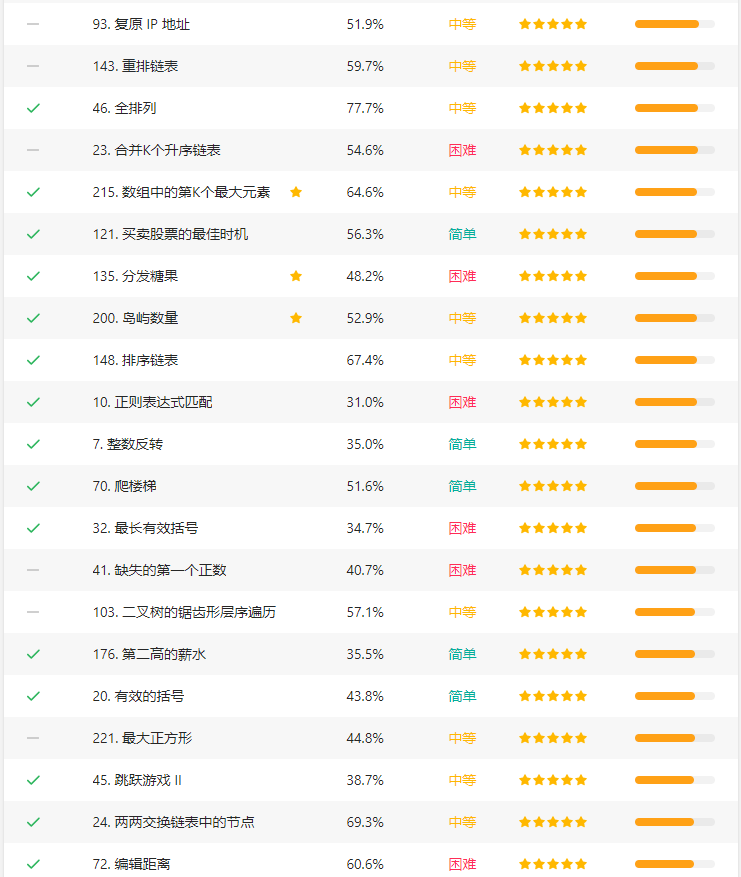 93. 复原 IP 地址 51.9% 中等
143. 重排链表 59.7% 中等
46. 全排列 77.7% 中等
23. 合并K个升序链表 54.6% 困难
215. 数组中的第K个最大元素 64.6% 中等
121. 买卖股票的最佳时机 56.3% 简单
135. 分发糖果 48.2% 困难
200. 岛屿数量 52.9% 中等
148. 排序链表 67.4% 中等
10. 正则表达式匹配 31.0% 困难
7. 整数反转 35.0% 简单
70. 爬楼梯 51.6% 简单
32. 最长有效括号 34.7% 困难
41. 缺失的第一个正数 40.7% 困难
103. 二叉树的锯齿形层序遍历 57.1% 中等
176. 第二高的薪水 35.5% 简单
20. 有效的括号 43.8% 简单
221. 最大正方形 44.8% 中等
45. 跳跃游戏 II 38.7% 中等
24. 两两交换链表中的节点 69.3% 中等
72. 编辑距离 60.6% 困难